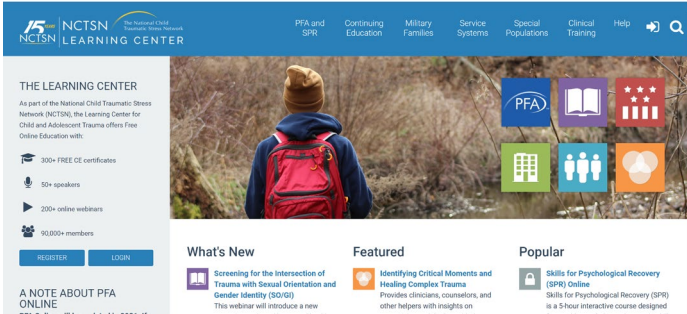 15 YEARS
NCTSN
NCTSN
The National Child
Traumatic Stress Network
LEARNING CENTER
PFA and
SPR
Continuing
Education
Military
Families
Service
Systems
Special
Populations
Clinical
Training
Help
THE LEARNING CENTER
As part of the National Child Traumatic Stress
Network (NCTSN), the Learning Center for
Child and Adolescent Trauma offers Free
Online Education with:
300+ FREE CE certificates
50+ speakers
200+ online webinars
90,000+ members
REGISTER
LOGIN
A NOTE ABOUT PFA
ONLINE
PFA
What's New
Screening for the Intersection of
Trauma with Sexual Orientation and
Gender Identity (SO/GI)
This webinar will introduce a new
Featured
Identifying Critical Moments and
Healing Complex Trauma
Provides clinicians, counselors, and
other helpers with insights on
Popular
Skills for Psychological Recovery
(SPR) Online
Skills for Psychological Recovery (SPR)
is a 5-hour interactive course designed